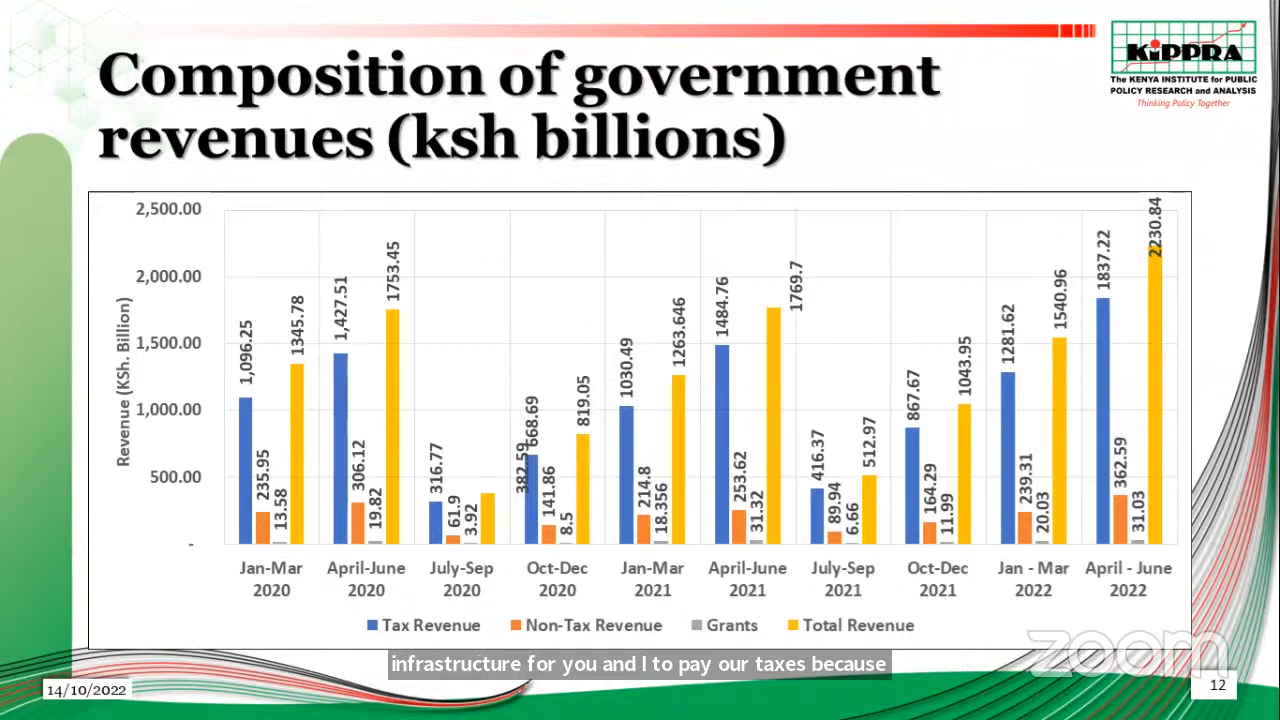 Composition of government
revenues (ksh billions)
KiPPRA
The KENYA INSTITUTE for PUBLIC
POLICY RESEARCH and ANALYSIS
Thinking Policy Together
Revenue (KSh. Billion)
2,500.00
2,000.00
1,500.00
1,000.00
500.00
-
1,096.25 235.95 13.58 1345.78
1,427.51 306.12 19.82 1753.45
316.77 61.9 3.92 382.59
668.69 141.86 8.5 819.05
1030.49 214.8 18.356 1263.646
1484.76 253.62 31.32 1769.7
416.37 89.94 6.66 512.97
867.67 164.29 11.99 1043.95
1281.62 239.31 20.03 1540.96
1837.22 362.59 31.03 2230.84
Jan-Mar April-June July-Sep Oct-Dec Jan-Mar April-June July-Sep Oct-Dec Jan - Mar April - June
2020 2020 2020 2020 2021 2021 2021 2021 2022 2022
Tax Revenue Non-Tax Revenue Grants Total Revenue
infrastructure for you and I to pay our taxes because
zoom
14/10/2022
12